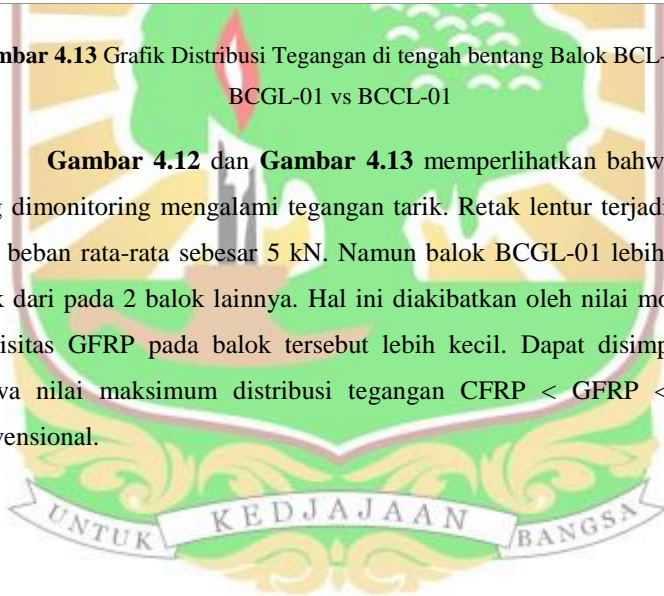 mbar 4.13 Grafik Distribusi Tegangan di tengah bentang Balok BCL-
BCGL-01 vs BCCL-01
Gambar 4.12 dan Gambar 4.13 memperlihatkan bahw
g dimonitoring mengalami tegangan tarik. Retak lentur terjadi
beban rata-rata sebesar 5 kN. Namun balok BCGL-01 lebih
k dari pada 2 balok lainnya. Hal ini diakibatkan oleh nilai mo
isitas GFRP pada balok tersebut lebih kecil. Dapat disimp
wa nilai maksimum distribusi tegangan CFRP < GFRP <
vensional.
UNTUK KEDJAJAAN BANGSA